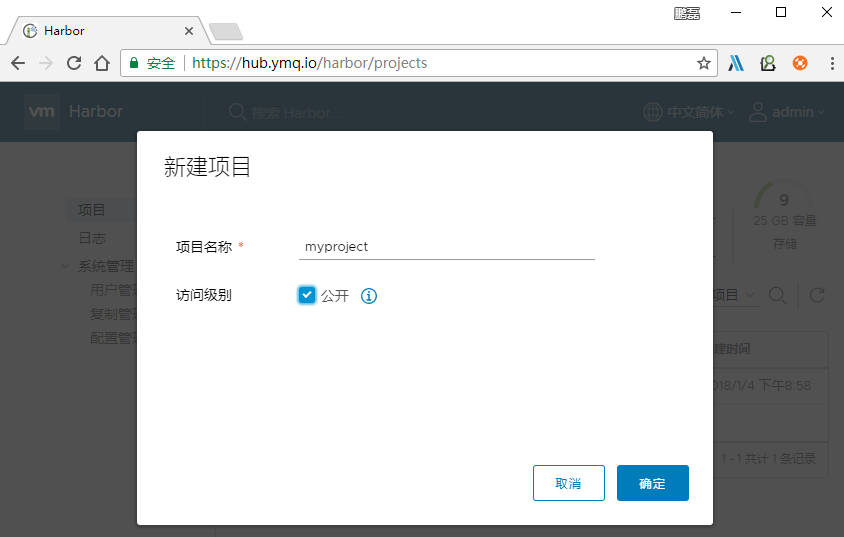 鹏磊
Harbor
安全 https://hub.ymq.io/harbor/projects
vm Harbor 搜索 Harbor... 中文简体 admin
新建项目
项目 9
25 GB 容量
日志 项目名称 * myproject 存储
系统管理
用户管 访问级别 公开 项目
复制管
配置管 建时间
018/1/4 下午8:58
1 - 1 共计 1 条记录
取消 确定